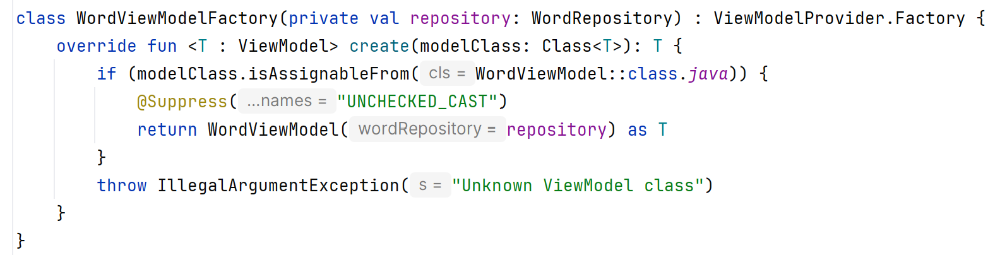 class WordViewModelFactory(private val repository: WordRepository) : ViewModelProvider.Factory {
    override fun <T : ViewModel> create(modelClass: Class<T>): T {
        if (modelClass.isAssignableFrom( cls = WordViewModel::class.java)) {
            @Suppress( ...names = "UNCHECKED_CAST")
            return WordViewModel( wordRepository = repository) as T
        }
        throw IllegalArgumentException( s = "Unknown ViewModel class")
    }
}